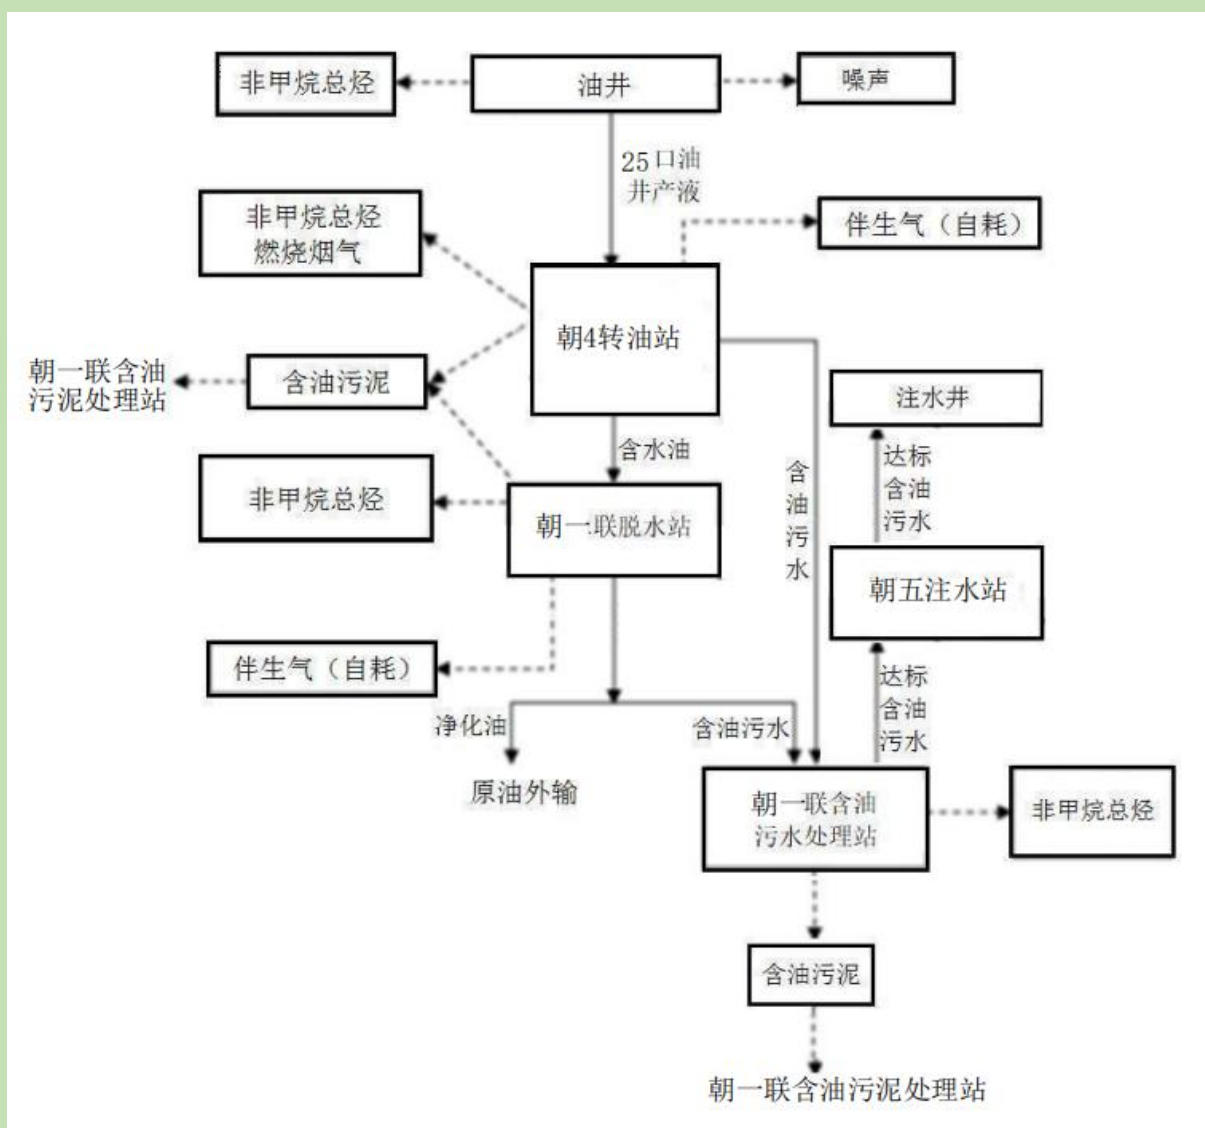 非甲烷总烃
油井
噪声
25口油
井产液
非甲烷总烃
燃烧烟气
伴生气（自耗）
朝4转油站
朝一联含油
污泥处理站
含油污泥
注水井
含水油
含
油
污
水
达标
含油
污水
非甲烷总烃
朝一联脱水站
朝五注水站
伴生气（自耗）
达标
含油
污水
净化油
含油污水
原油外输
朝一联含油
污水处理站
非甲烷总烃
含油污泥
朝一联含油污泥处理站